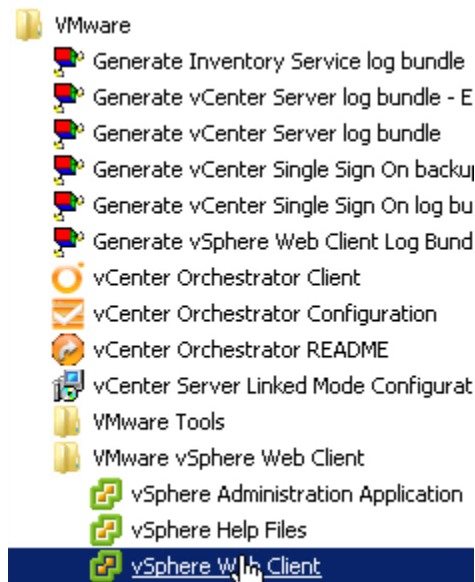 VMware
Generate Inventory Service log bundle
Generate vCenter Server log bundle - E
Generate vCenter Server log bundle
Generate vCenter Single Sign On backup
Generate vCenter Single Sign On log bu
Generate vSphere Web Client Log Bund
vCenter Orchestrator Client
vCenter Orchestrator Configuration
vCenter Orchestrator README
vCenter Server Linked Mode Configurat
VMware Tools
VMware vSphere Web Client
vSphere Administration Application
vSphere Help Files
vSphere Web Client